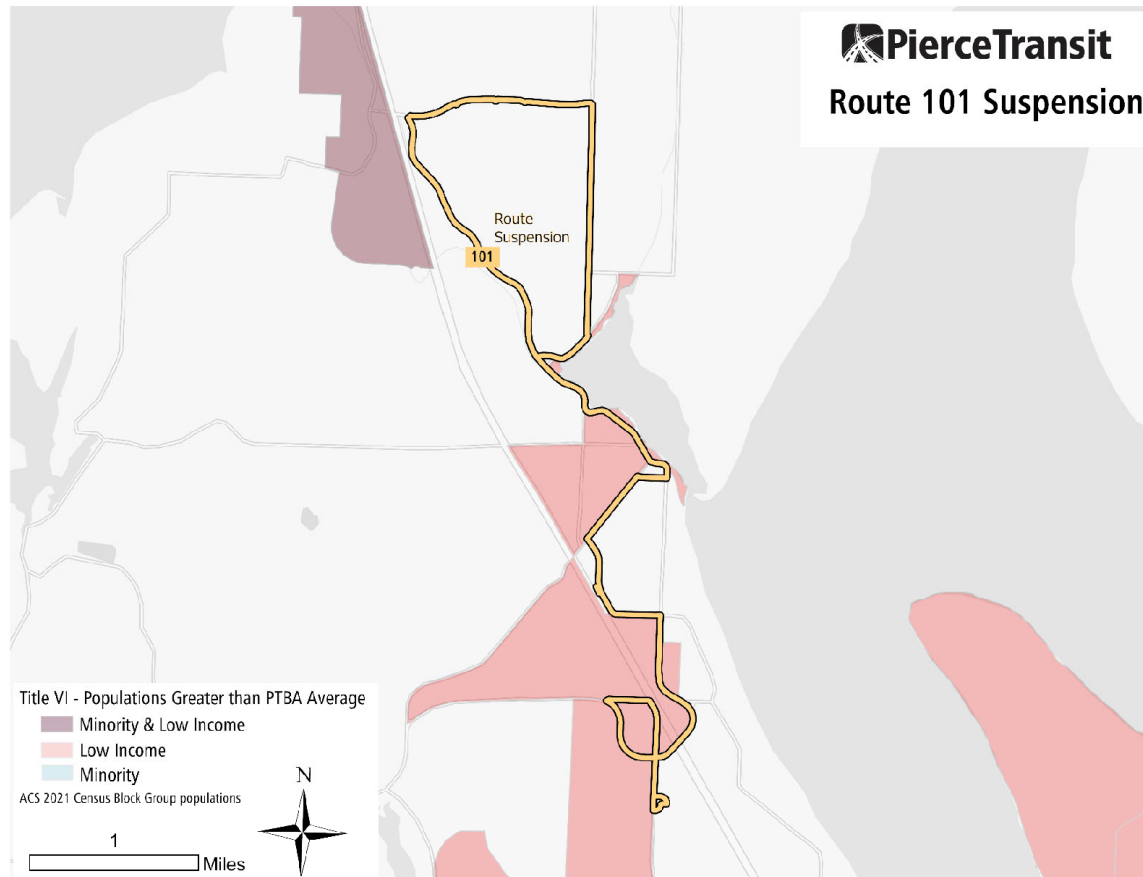 PierceTransit
Route 101 Suspension
Route
Suspension
101
Title VI - Populations Greater than PTBA Average
Minority & Low Income
Low Income
Minority
ACS 2021 Census Block Group populations
N
1
Miles